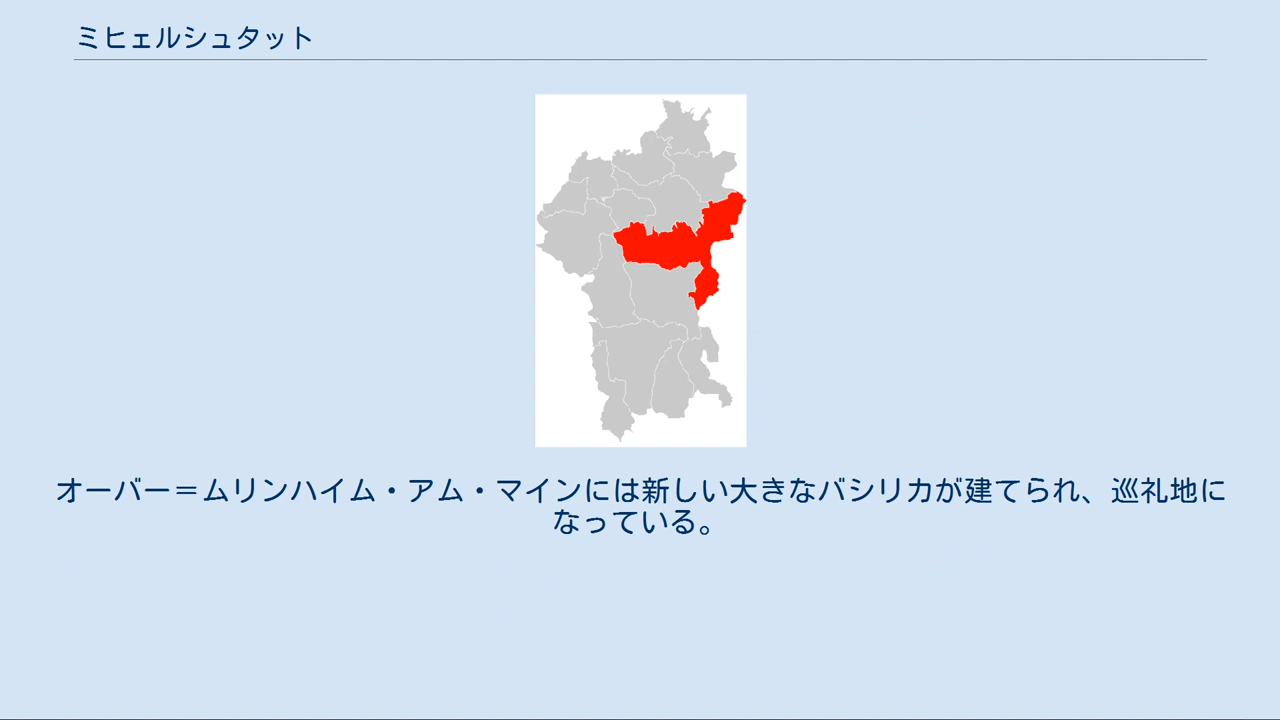 ミヒェルシュタット
オーバー＝ムリンハイム・アム・マインには新しい大きなバシリカが建てられ、巡礼地に
なっている。